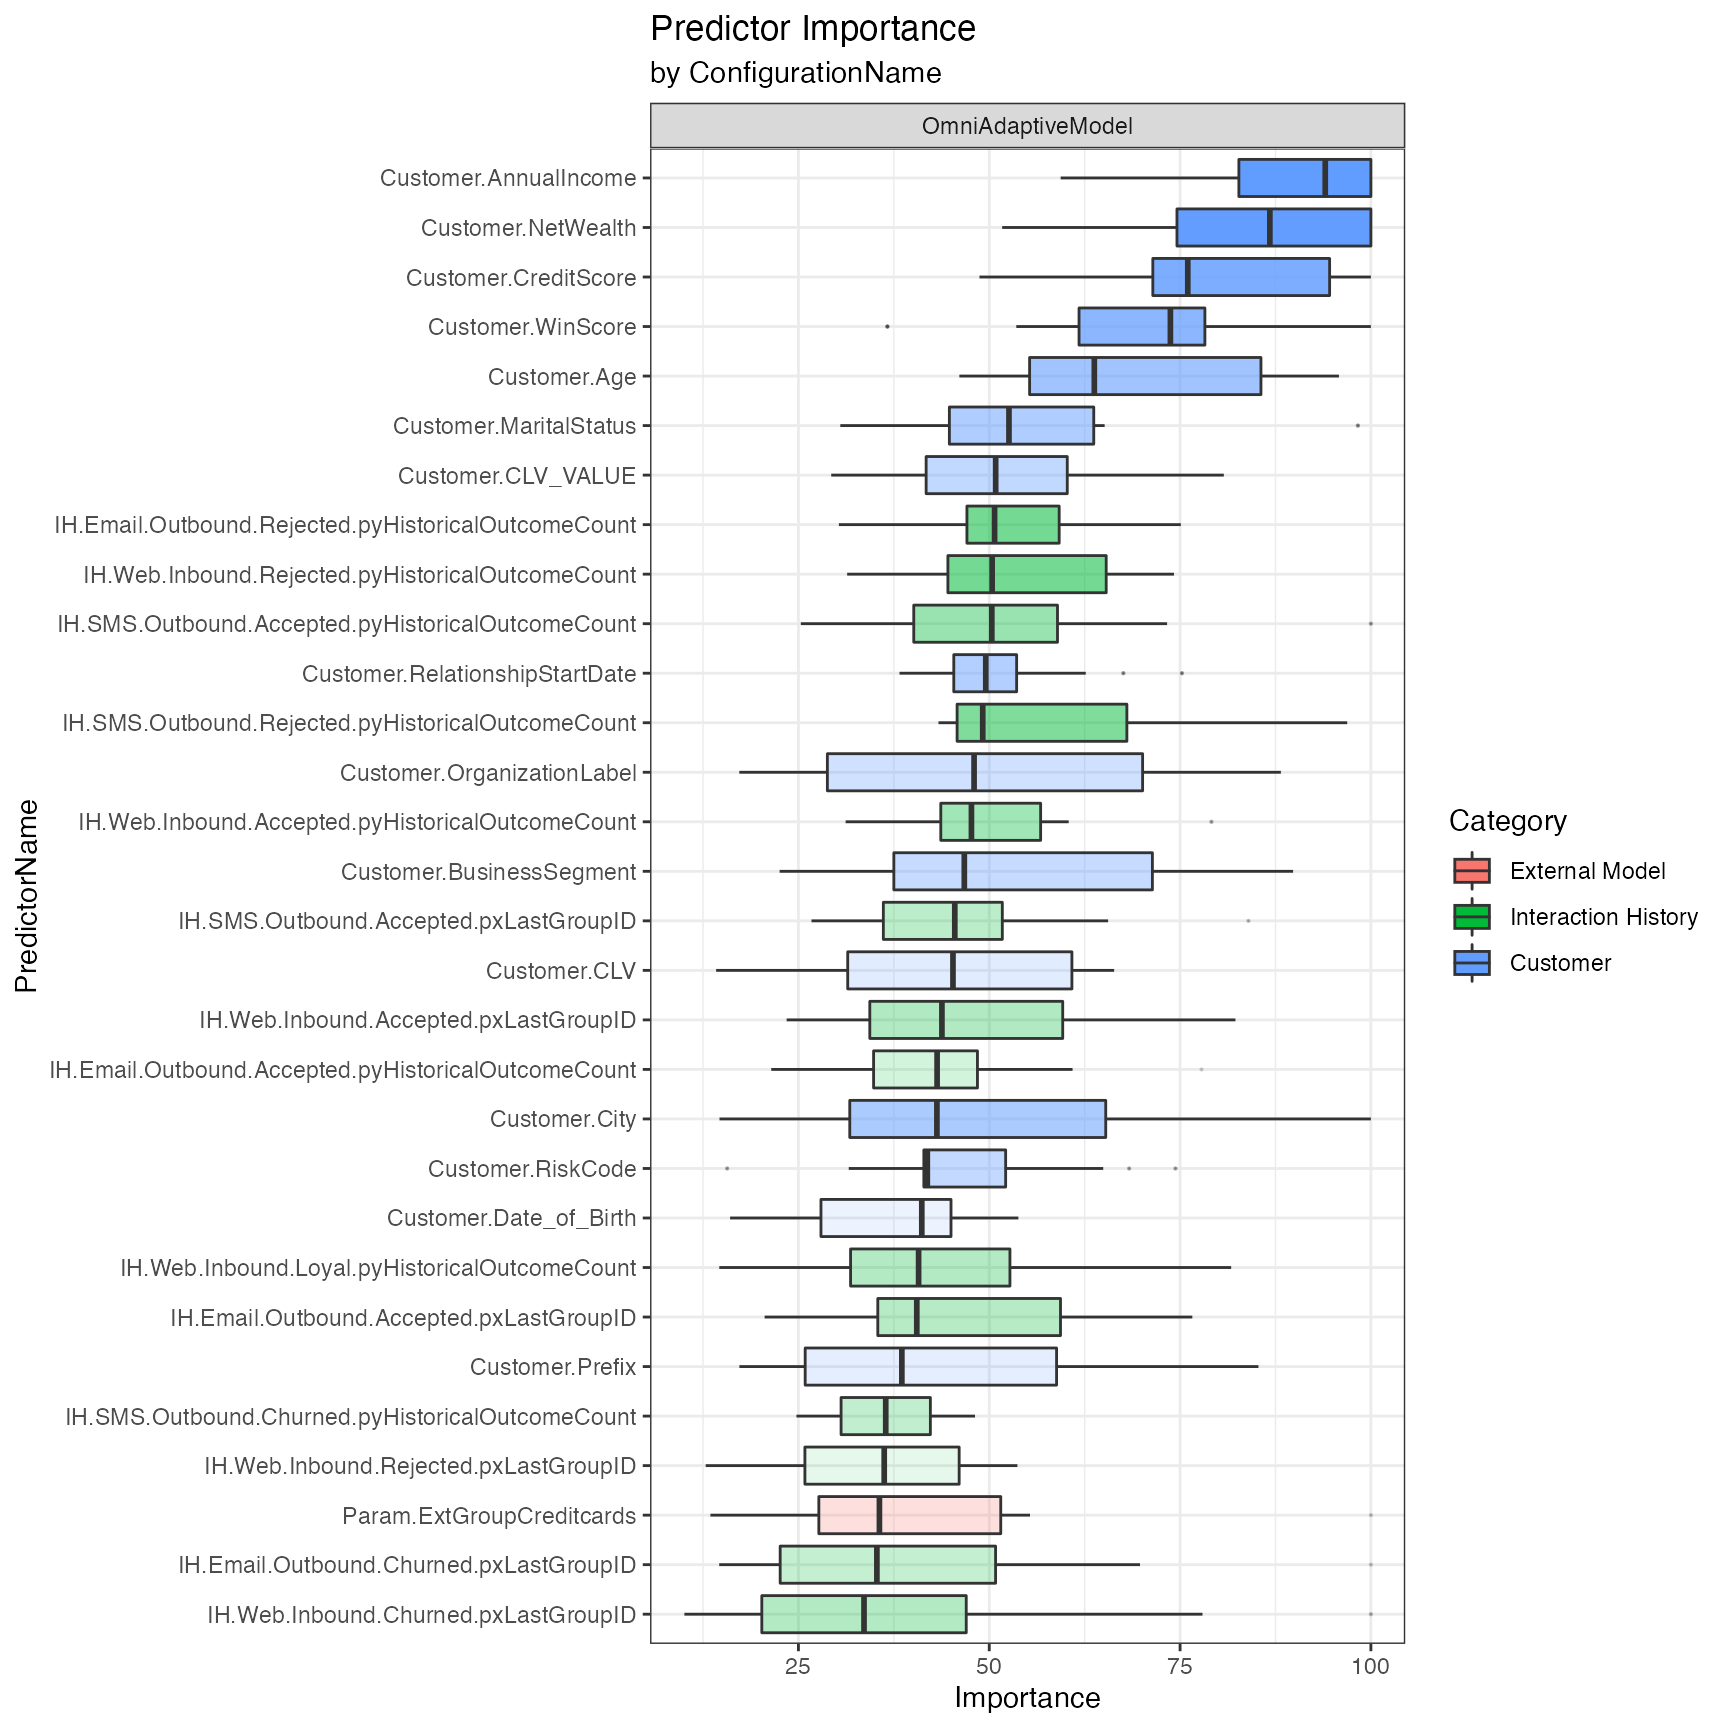 Predictor Importance
by ConfigurationName
OmniAdaptiveModel
Customer.AnnualIncome
Customer.NetWealth
Customer.CreditScore
Customer.WinScore
Customer.Age
Customer.MaritalStatus
Customer.CLV_VALUE
IH.Email.Outbound.Rejected.pyHistoricalOutcomeCount
IH.Web.Inbound.Rejected.pyHistoricalOutcomeCount
IH.SMS.Outbound.Accepted.pyHistoricalOutcomeCount
Customer.RelationshipStartDate
IH.SMS.Outbound.Rejected.pyHistoricalOutcomeCount
Customer.OrganizationLabel
IH.Web.Inbound.Accepted.pyHistoricalOutcomeCount
Customer.BusinessSegment
IH.SMS.Outbound.Accepted.pxLastGroupID
Customer.CLV
IH.Web.Inbound.Accepted.pxLastGroupID
IH.Email.Outbound.Accepted.pyHistoricalOutcomeCount
Customer.City
Customer.RiskCode
Customer.Date_of_Birth
IH.Web.Inbound.Loyal.pyHistoricalOutcomeCount
IH.Email.Outbound.Accepted.pxLastGroupID
Customer.Prefix
IH.SMS.Outbound.Churned.pyHistoricalOutcomeCount
IH.Web.Inbound.Rejected.pxLastGroupID
Param.ExtGroupCreditcards
IH.Email.Outbound.Churned.pxLastGroupID
IH.Web.Inbound.Churned.pxLastGroupID
PredictorName
25 50 75 100
Importance
Category
External Model
Interaction History
Customer